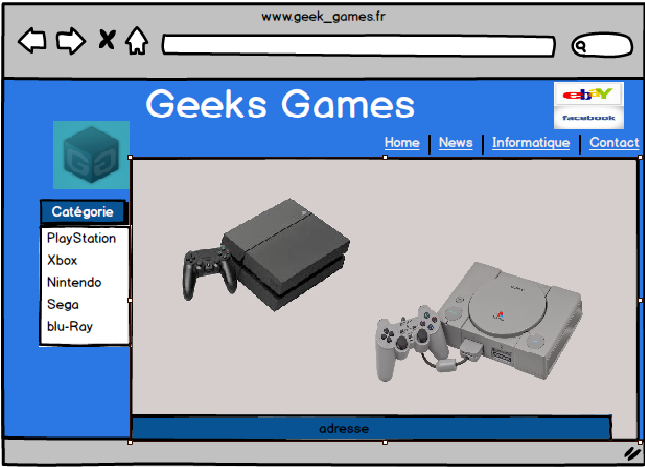 www.geek_games.fr
Geeks Games
ebay
facebook
Home News Informatique Contact
GG
Catégorie
PlayStation
Xbox
Nintendo
Sega
blu-Ray
adresse